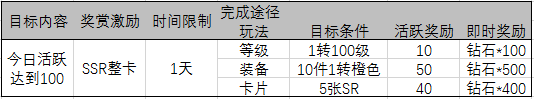 目标内容 奖赏激励 时间限制 完成途径
玩法 目标条件 活跃奖励 即时奖励
今日活跃达到100 SSR整卡 1天 等级 1转100级 10 钻石*100
装备 10件1转橙色 50 钻石*500
卡片 5张SR 40 钻石*400